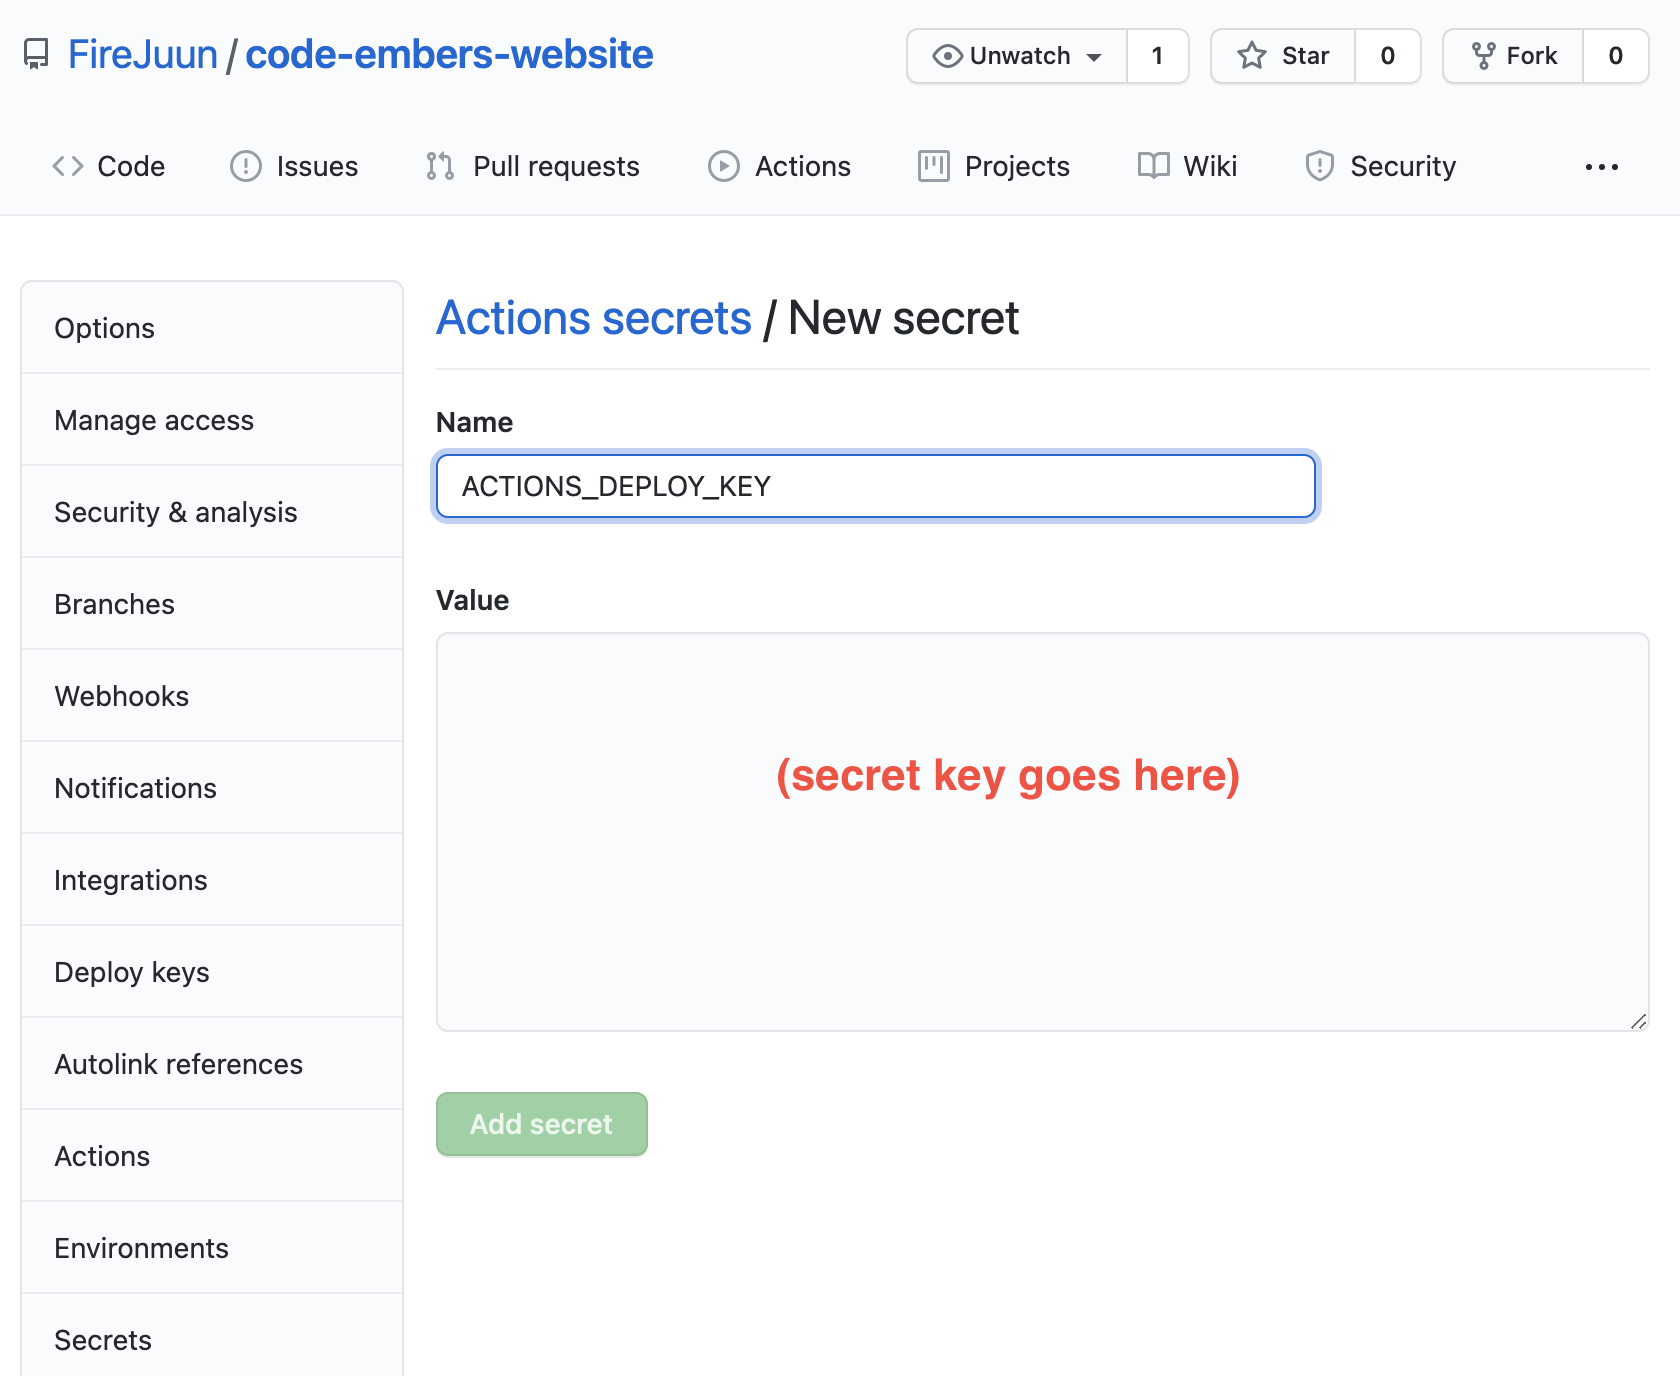 FireJuun / code-embers-website
Unwatch 1 Star 0 Fork 0
Code Issues Pull requests Actions Projects Wiki Security ...
Options
Manage access
Security & analysis
Branches
Webhooks
Notifications
Integrations
Deploy keys
Autolink references
Actions
Environments
Secrets
Actions secrets / New secret
Name
ACTIONS_DEPLOY_KEY
Value
(secret key goes here)
Add secret